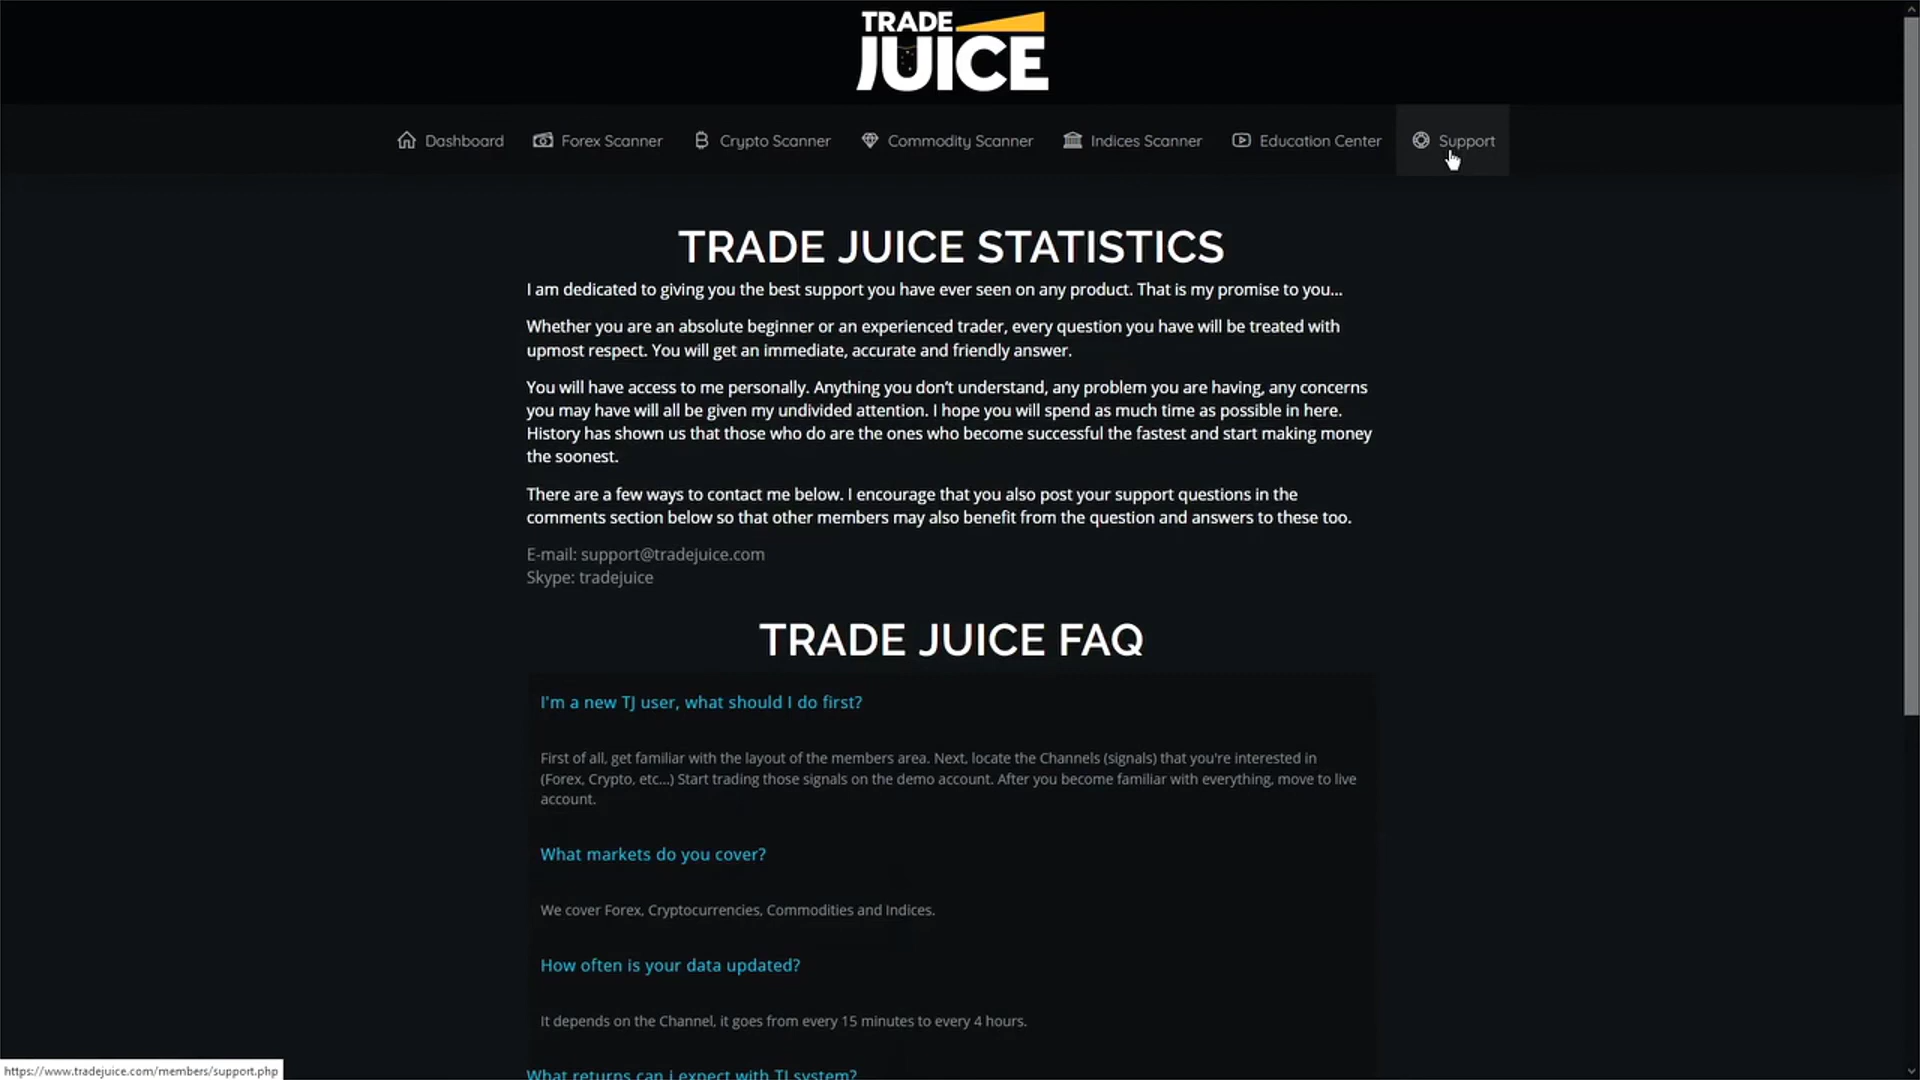 TRADE
JUICE
Dashboard Forex Scanner Crypto Scanner Commodity Scanner Indices Scanner Education Center Support
TRADE JUICE STATISTICS
I am dedicated to giving you the best support you have ever seen on any product. That is my promise to you...
Whether you are an absolute beginner or an experienced trader, every question you have will be treated with
upmost respect. You will get an immediate, accurate and friendly answer.
You will have access to me personally. Anything you don't understand, any problem you are having, any concerns
you may have will all be given my undivided attention. I hope you will spend as much time as possible in here.
History has shown us that those who do are the ones who become successful the fastest and start making money
the soonest.
There are a few ways to contact me below. I encourage that you also post your support questions in the
comments section below so that other members may also benefit from the question and answers to these too.
E-mail: support@tradejuice.com
Skype: tradejuice
TRADE JUICE FAQ
I'm a new TJ user, what should I do first?
First of all, get familiar with the layout of the members area. Next, locate the Channels (signals) that you're interested in
(Forex, Crypto, etc...) Start trading those signals on the demo account. After you become familiar with everything, move to live
account.
What markets do you cover?
We cover Forex, Cryptocurrencies, Commodities and Indices.
How often is your data updated?
It depends on the Channel, it goes from every 15 minutes to every 4 hours.
What returns can i expect with TJ system?
https://www.tradejuice.com/members/support.php